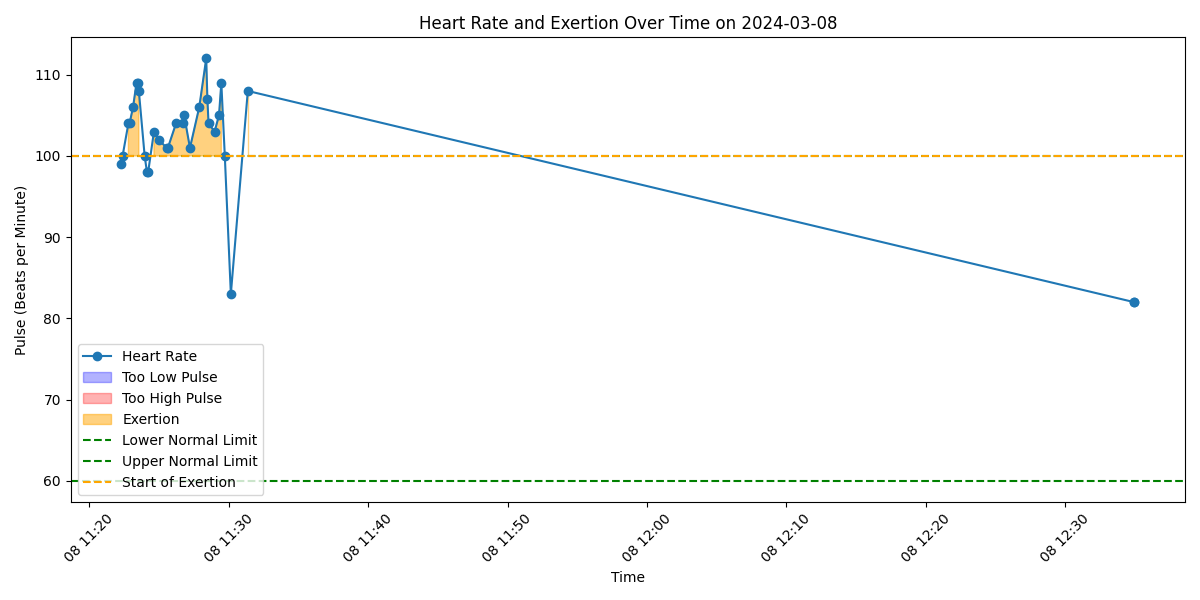 Heart Rate and Exertion Over Time on 2024-03-08
Pulse (Beats per Minute)
110
100
90
80
70
60
Heart Rate
Too Low Pulse
Too High Pulse
Exertion
Lower Normal Limit
Upper Normal Limit
Start of Exertion
08 11:20
08 11:30
08 11:40
08 11:50
08 12:00
08 12:10
08 12:20
08 12:30
Time